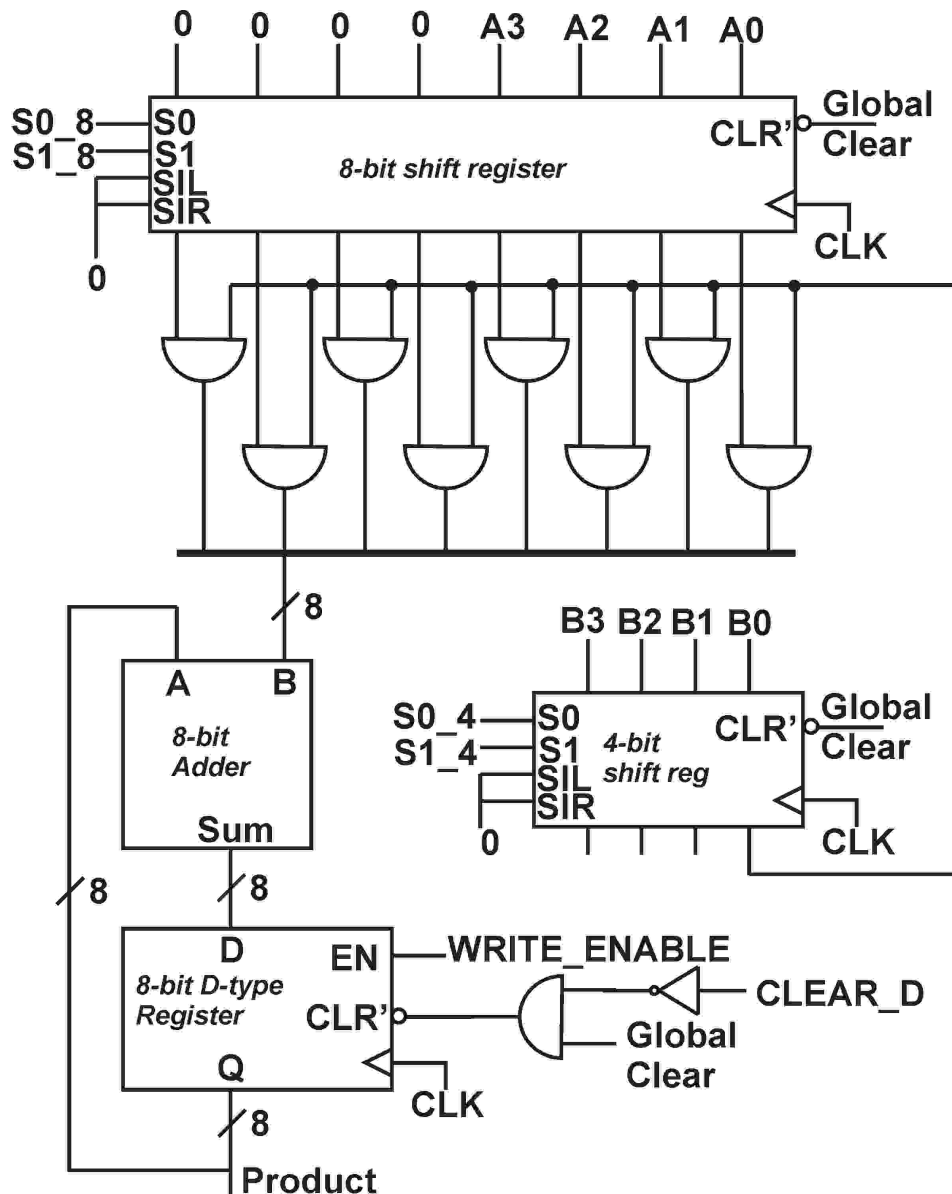 0 0 0 0 A3 A2 A1 A0
S0_8 S0
S1_8 S1
SIL
SIR
0
8-bit shift register
CLR'
Global
Clear
CLK
8
A B
8-bit
Adder
Sum
8
8
B3 B2 B1 B0
S0_4 S0
S1_4 S1
SIL
SIR
0
4-bit
shift reg
CLR'
Global
Clear
CLK
D
EN
WRITE_ENABLE
8-bit D-type
Register
CLR'
CLEAR_D
Global
Clear
Q
CLK
8
Product